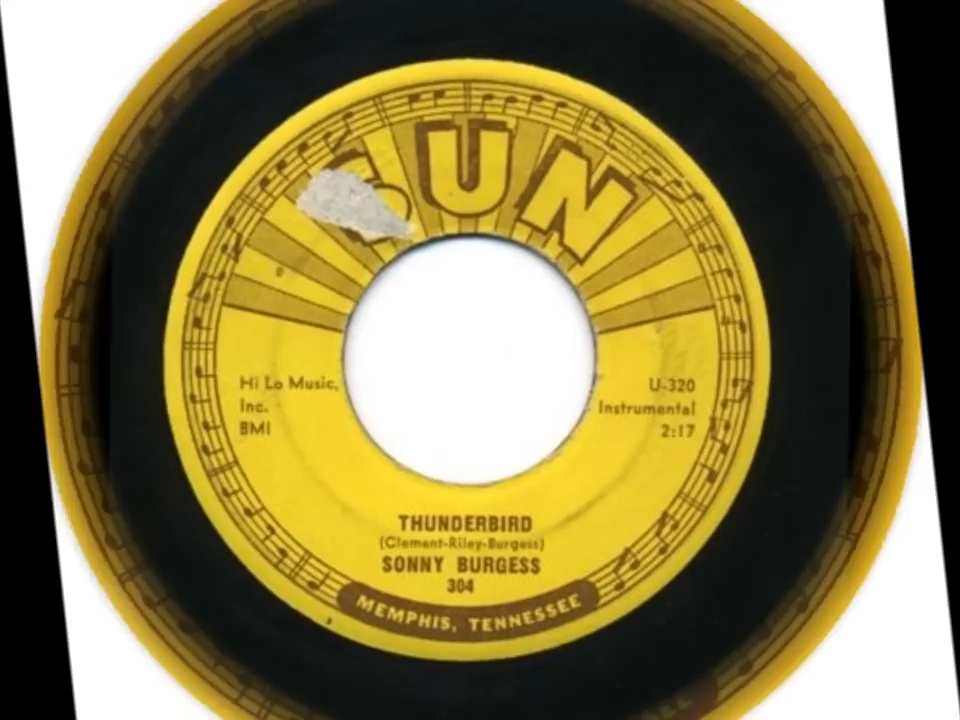 SUN
Hi Lo Music,
Inc.
BMI
U-320
Instrumental
2:17
THUNDERBIRD
(Clement-Riley-Burgess)
SONNY BURGESS
304
MEMPHIS, TENNESSEE